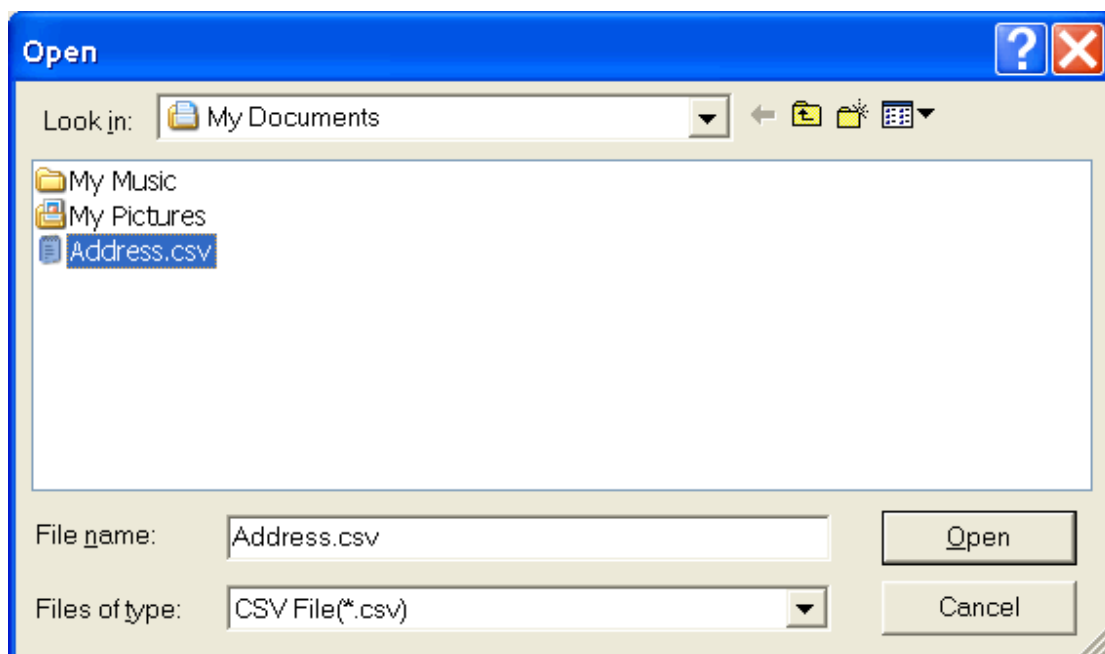 Open
Look in: My Documents
My Music
My Pictures
Address.csv
File name: Address.csv Open
Files of type: CSV File(*.csv) Cancel